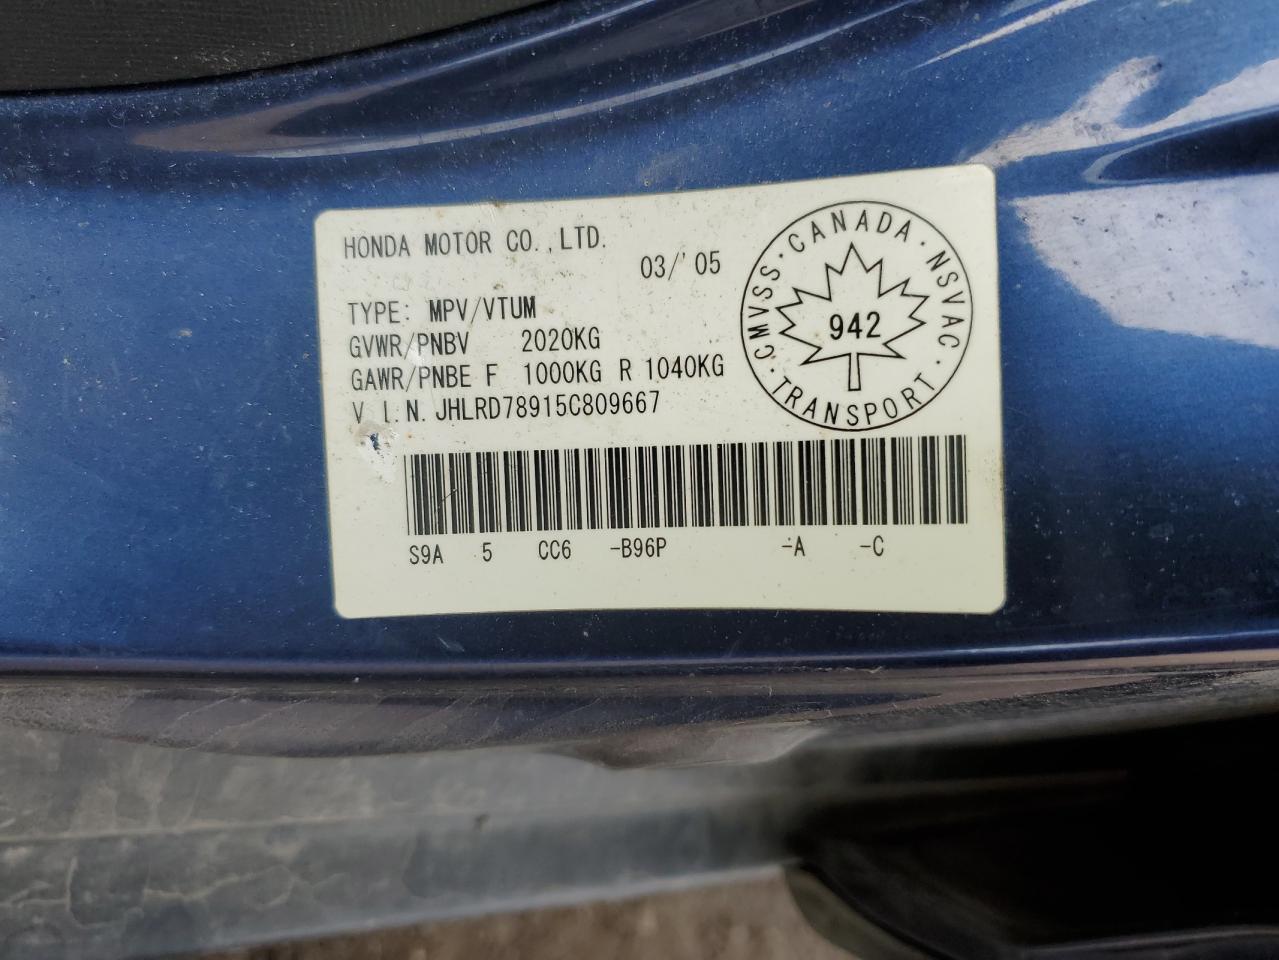 HONDA MOTOR CO.,LTD.
03/'05
TYPE: MPV/VTUM
GVWR/PNBV 2020KG
GAWR/PNBE F 1000KG R 1040KG
V.I.N. JHLRD78915C809667
CANADA · NSVAC · TRANSPORT · CMVSS ·
942
S9A 5 CC6 -B96P -A -C